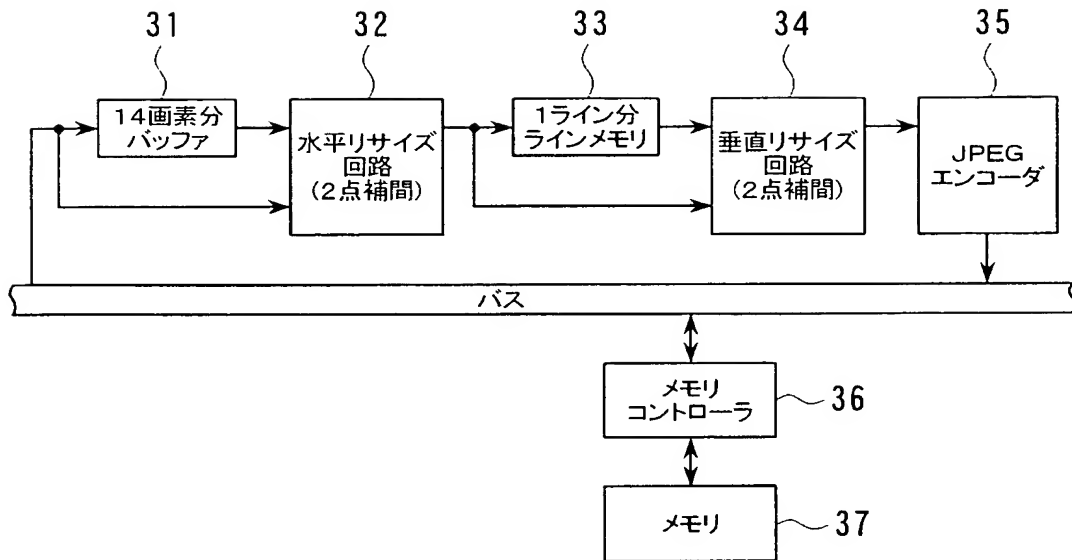 31
32
33
34
35
14画素分
バッファ
水平リサイズ
回路
(2点補間)
1ライン分
ラインメモリ
垂直リサイズ
回路
(2点補間)
JPEG
エンコーダ
バス
メモリ
コントローラ
36
メモリ
37